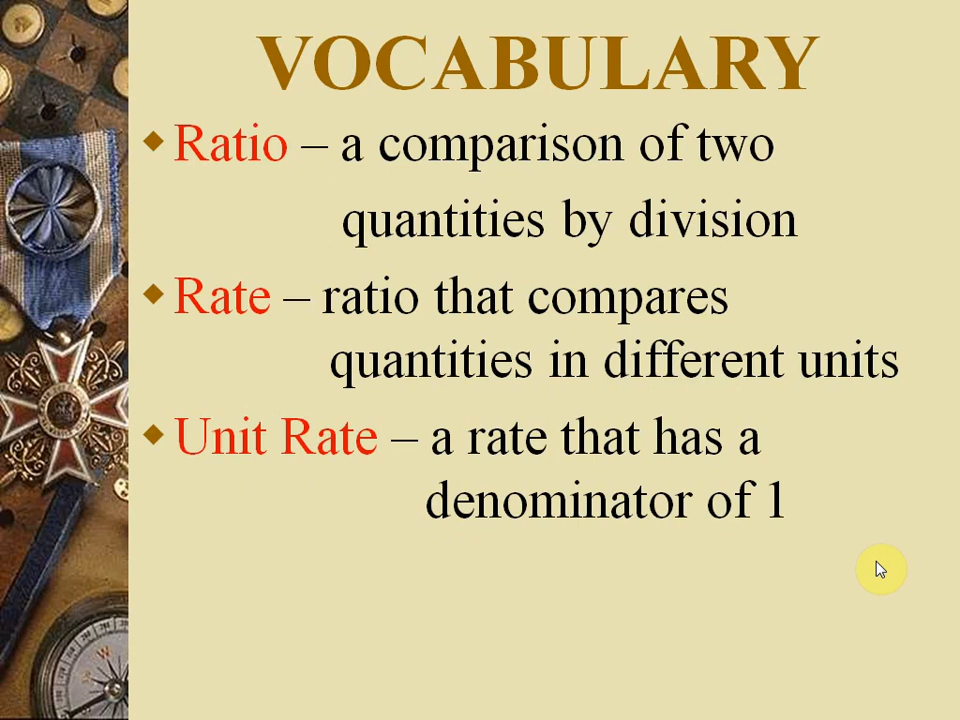 VOCABULARY
Ratio – a comparison of two
quantities by division
Rate – ratio that compares
quantities in different units
Unit Rate – a rate that has a
denominator of 1